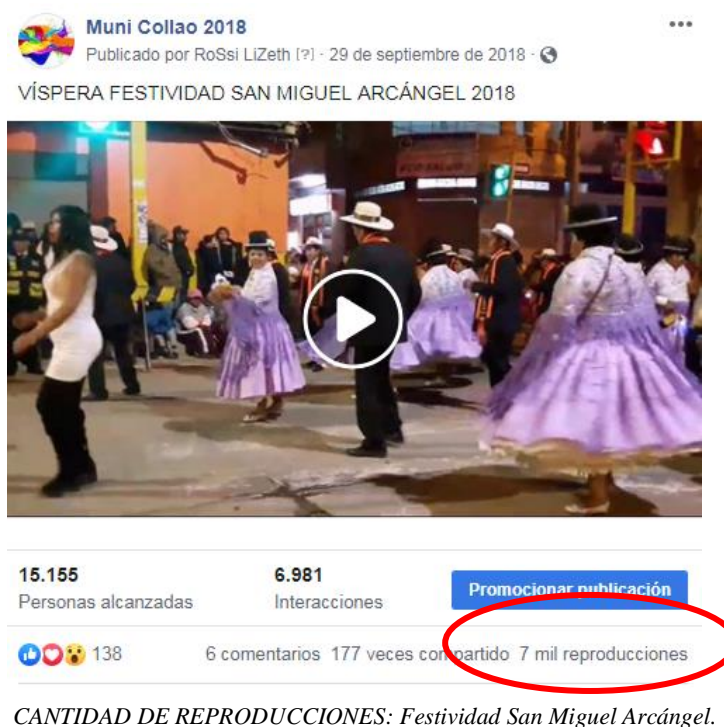 Muni Collao 2018
Publicado por RoSsi LiZeth [?] · 29 de septiembre de 2018 ·
VÍSPERA FESTIVIDAD SAN MIGUEL ARCÁNGEL 2018
15.155
Personas alcanzadas
6.981
Interacciones
Promocionar publicación
138
6 comentarios 177 veces compartido 7 mil reproducciones
CANTIDAD DE REPRODUCCIONES: Festividad San Miguel Arcángel